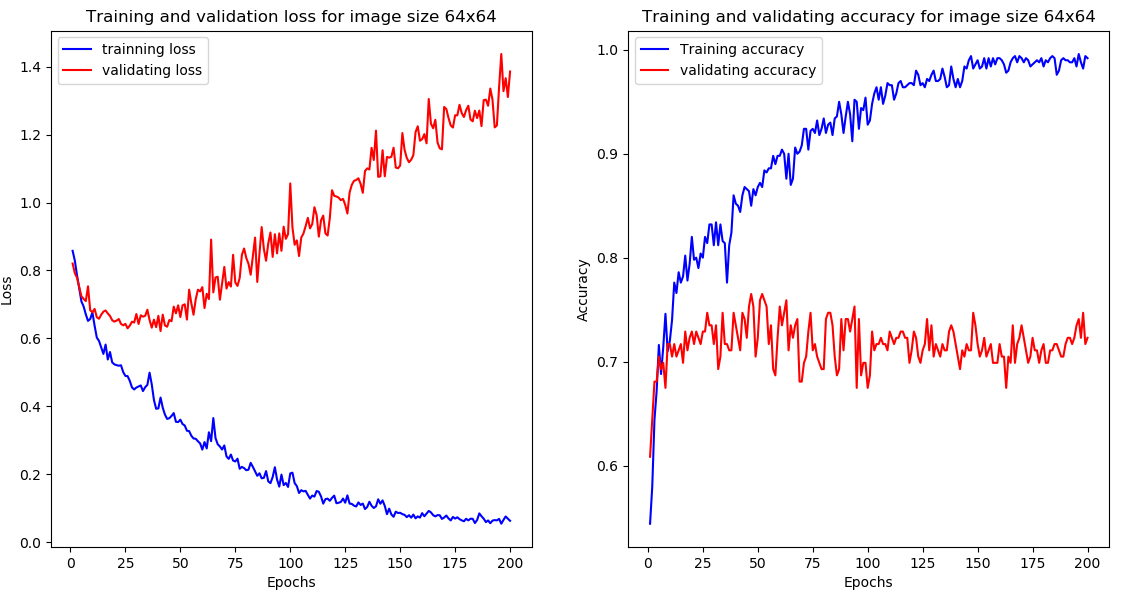 Training and validation loss for image size 64x64
trainning loss
validating loss
1.4
1.2
1.0
0.8
0.6
0.4
0.2
0.0
Loss
0 25 50 75 100 125 150 175 200
Epochs
Training and validating accuracy for image size 64x64
Training accuracy
validating accuracy
1.0
0.9
0.8
0.7
0.6
Accuracy
0 25 50 75 100 125 150 175 200
Epochs